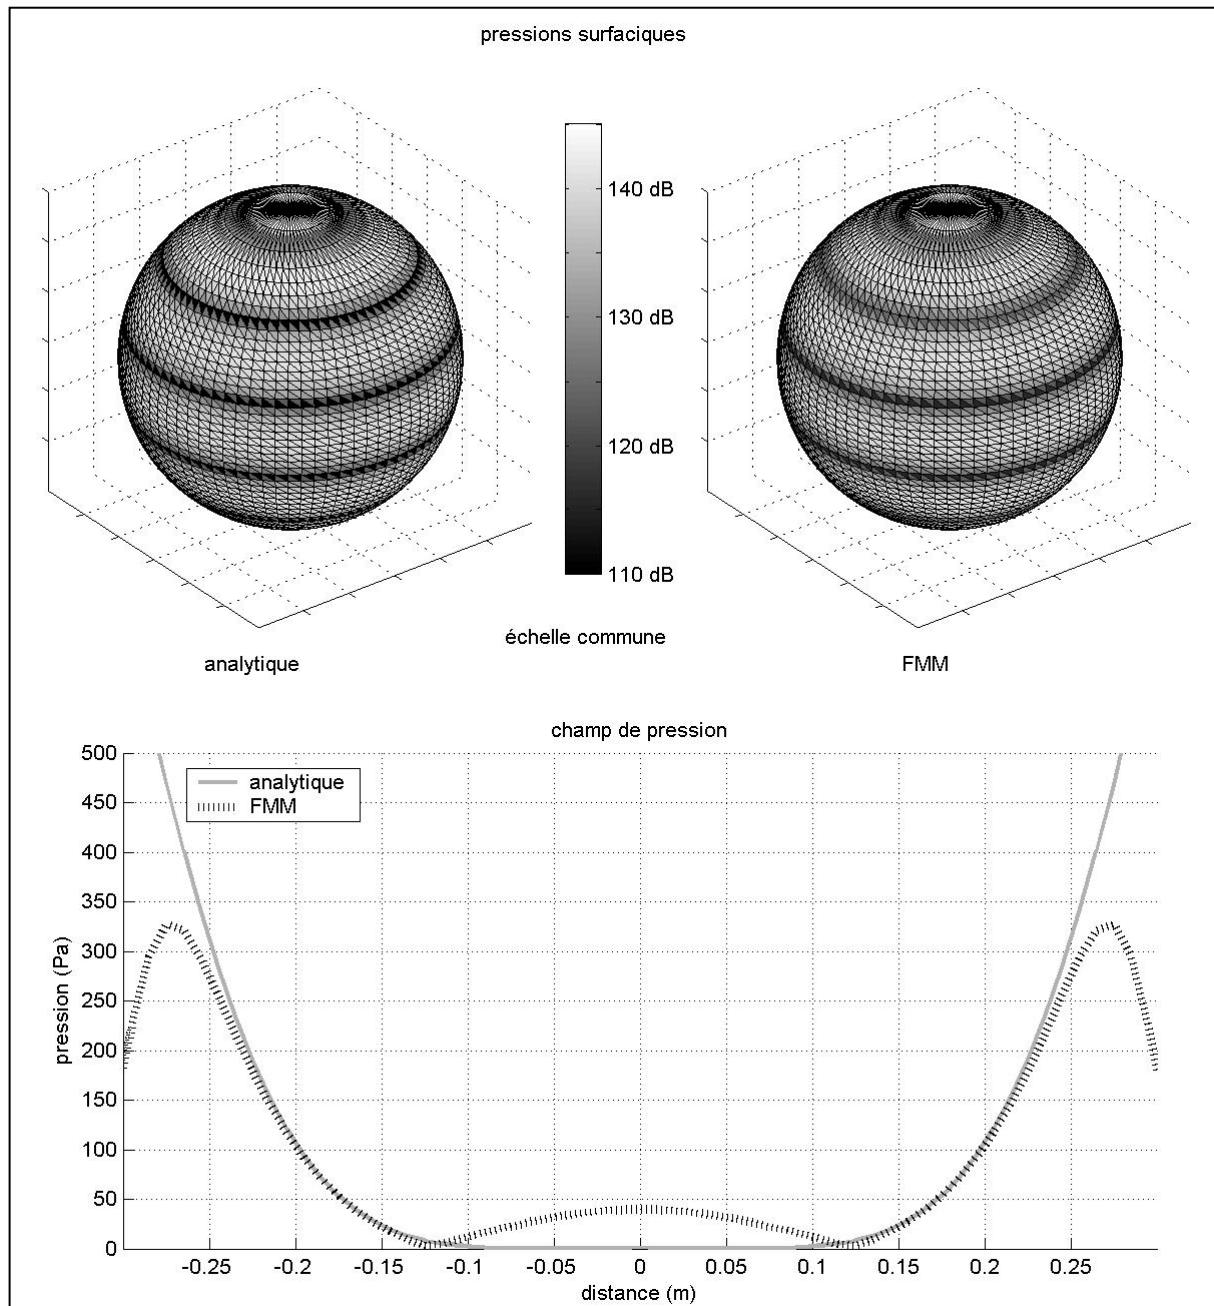 pressions surfaciques
140 dB
130 dB
120 dB
110 dB
échelle commune
analytique
FMM
champ de pression
500
450
400
350
300
250
200
150
100
50
0
pression (Pa)
analytique
FMM
-0.25
-0.2
-0.15
-0.1
-0.05
0
0.05
0.1
0.15
0.2
0.25
distance (m)